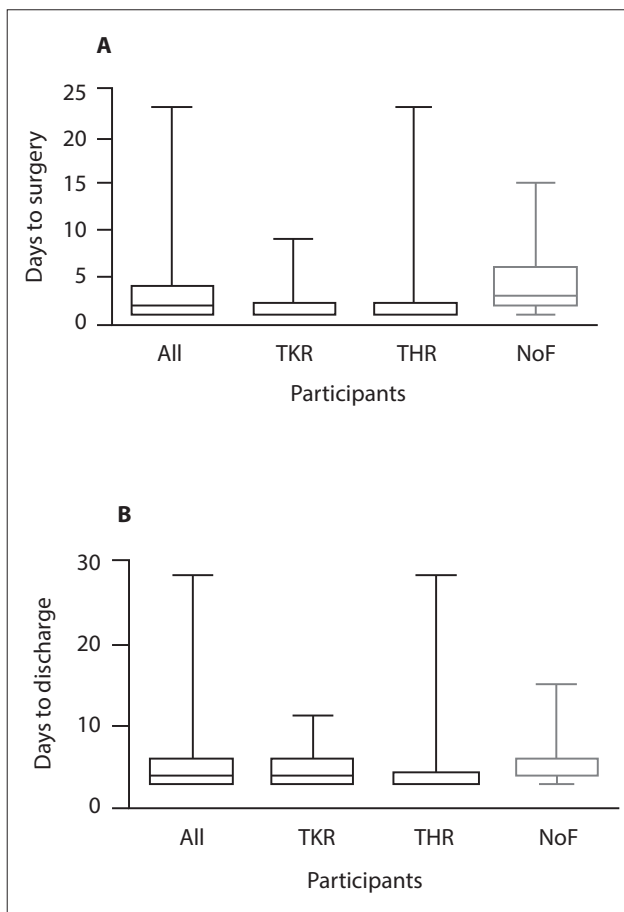 A
25
20
15
10
5
0
Days to surgery
All TKR THR NoF
Participants
B
30
20
10
0
Days to discharge
All TKR THR NoF
Participants